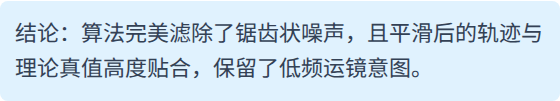 结论：算法完美滤除了锯齿状噪声，且平滑后的轨迹与
理论真值高度贴合，保留了低频运镜意图。